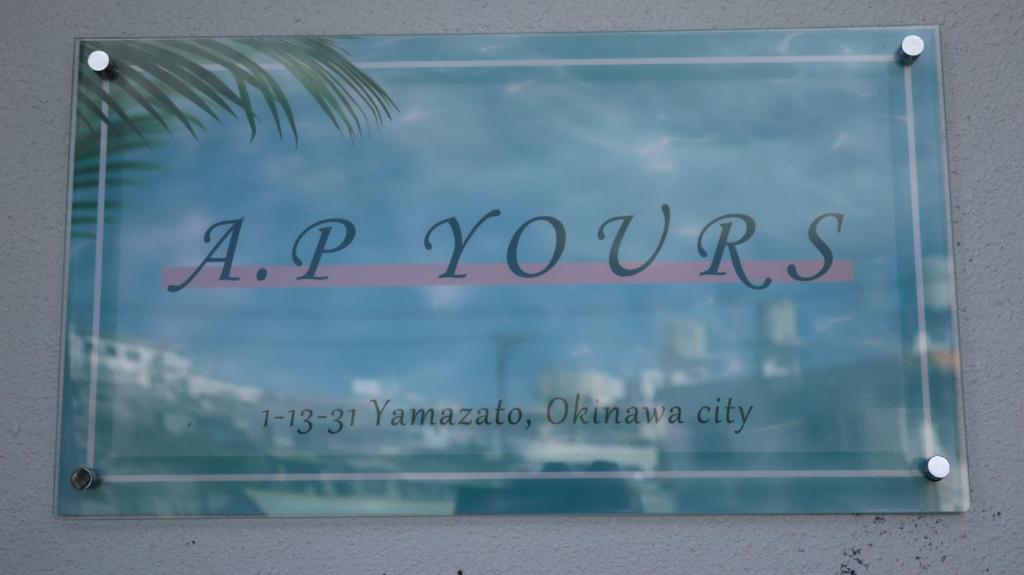 A.P YOURS
1-13-31 Yamazato, Okinawa city